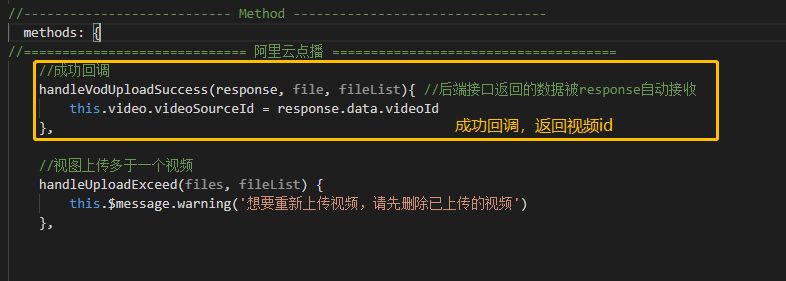 //--------------------------- Method ---------------------------------
methods: {
//============================= 阿里云点播 =====================================
//成功回调
handleVodUploadSuccess(response, file, fileList){ //后端接口返回的数据被response自动接收
this.video.videoSourceId = response.data.videoId
},
成功回调，返回视频id
//视图上传多于一个视频
handleUploadExceed(files, fileList) {
this.$message.warning('想要重新上传视频，请先删除已上传的视频')
},